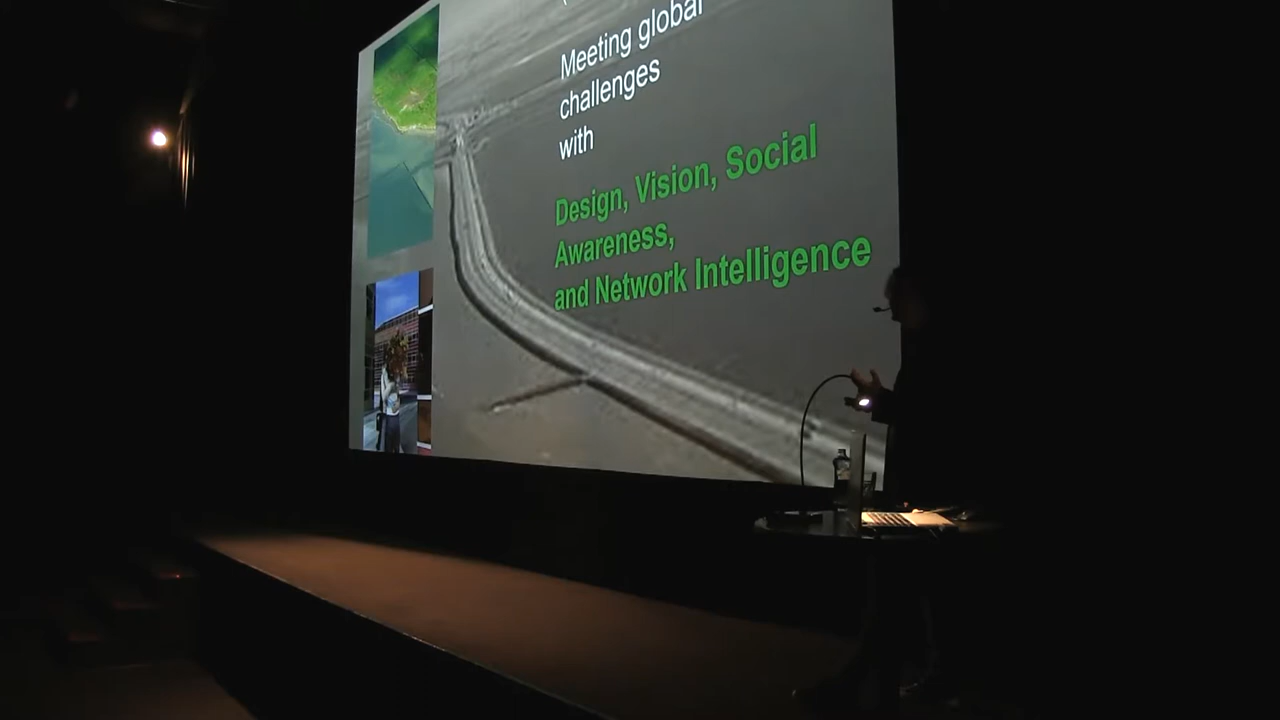 Meeting global
challenges
with
Design, Vision, Social
Awareness,
and Network Intelligence